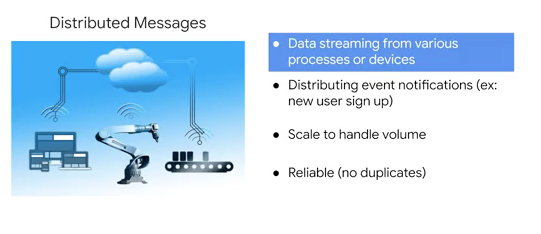 Distributed Messages
● Data streaming from various
processes or devices
● Distributing event notifications (ex:
new user sign up)
● Scale to handle volume
● Reliable (no duplicates)